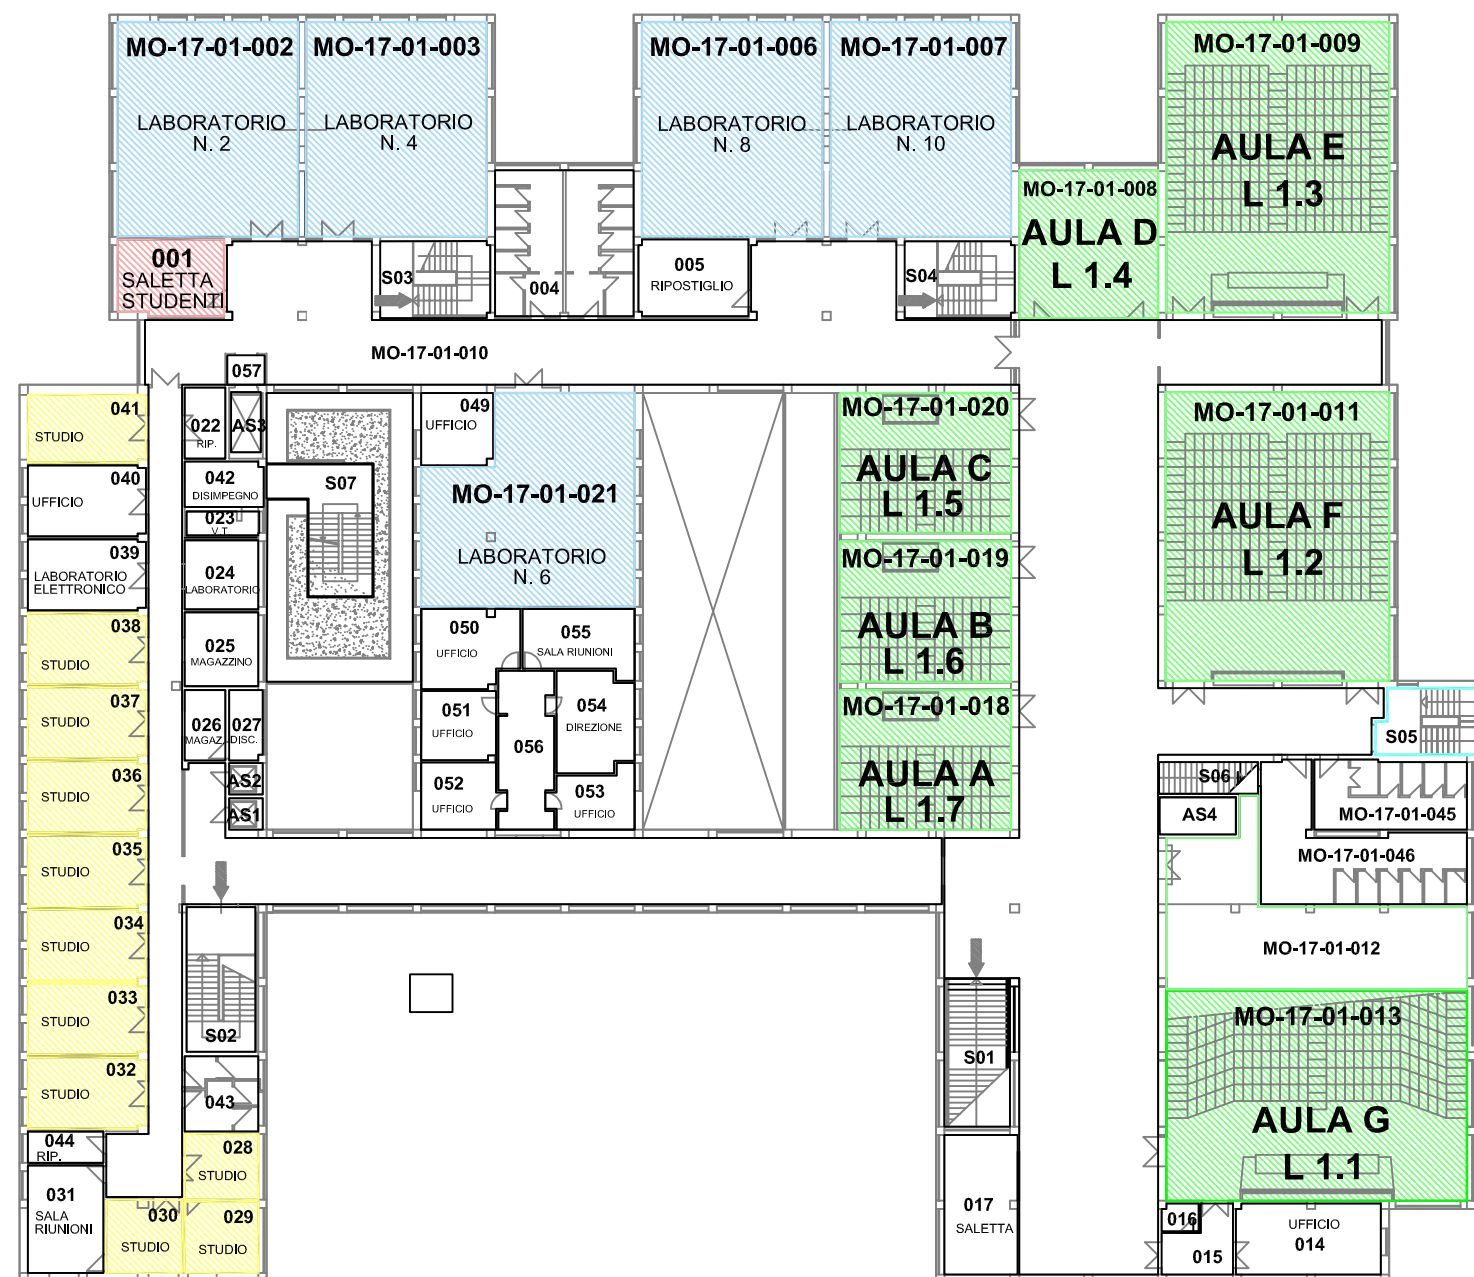 MO-17-01-002
LABORATORIO
N. 2
MO-17-01-003
LABORATORIO
N. 4
MO-17-01-006
LABORATORIO
N. 8
MO-17-01-007
LABORATORIO
N. 10
MO-17-01-009
AULA E
L 1.3
MO-17-01-008
AULA D
L 1.4
001
SALETTA
STUDENTI
S03
004
005
RIPOSTIGLIO
S04
MO-17-01-010
057
041
STUDIO
022
RIP.
AS3
049
UFFICIO
MO-17-01-020
AULA C
L 1.5
MO-17-01-011
AULA F
L 1.2
040
UFFICIO
042
DISIMPEGNO
023
V.T.
S07
MO-17-01-021
LABORATORIO
N. 6
039
LABORATORIO
ELETTRONICO
024
LABORATORIO
MO-17-01-019
AULA B
L 1.6
038
STUDIO
025
MAGAZZINO
050
UFFICIO
055
SALA RIUNIONI
037
STUDIO
026
MAGAZ.
027
DISC.
051
UFFICIO
056
054
DIREZIONE
MO-17-01-018
AULA A
L 1.7
S05
036
STUDIO
AS2
AS1
052
UFFICIO
053
UFFICIO
S06
AS4
MO-17-01-045
MO-17-01-046
035
STUDIO
034
STUDIO
MO-17-01-012
033
STUDIO
S02
S01
MO-17-01-013
AULA G
L 1.1
032
STUDIO
043
044
RIP.
028
STUDIO
031
SALA
RIUNIONI
030
STUDIO
029
STUDIO
017
SALETTA
016
015
UFFICIO
014